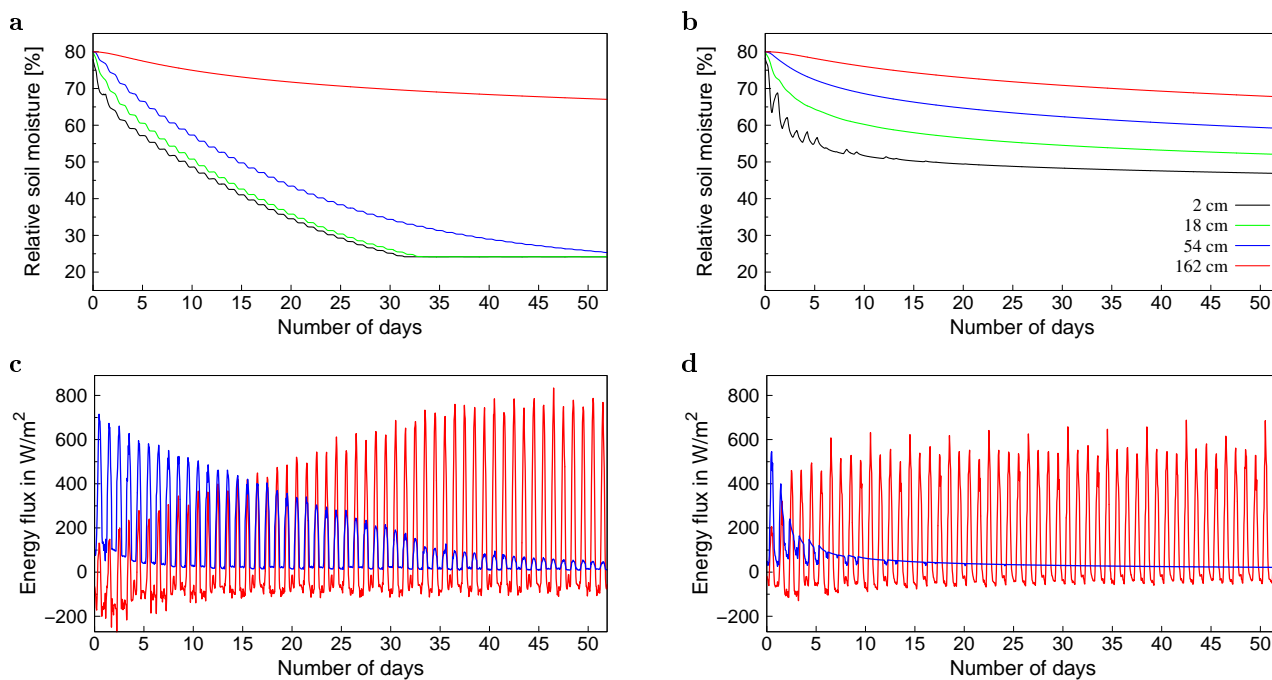 a
Relative soil moisture [%]
80
70
60
50
40
30
20
0 5 10 15 20 25 30 35 40 45 50
Number of days
b
Relative soil moisture [%]
80
70
60
50
40
30
20
2 cm
18 cm
54 cm
162 cm
0 5 10 15 20 25 30 35 40 45 50
Number of days
c
Energy flux in W/m²
800
600
400
200
0
−200
0 5 10 15 20 25 30 35 40 45 50
Number of days
d
Energy flux in W/m²
800
600
400
200
0
−200
0 5 10 15 20 25 30 35 40 45 50
Number of days